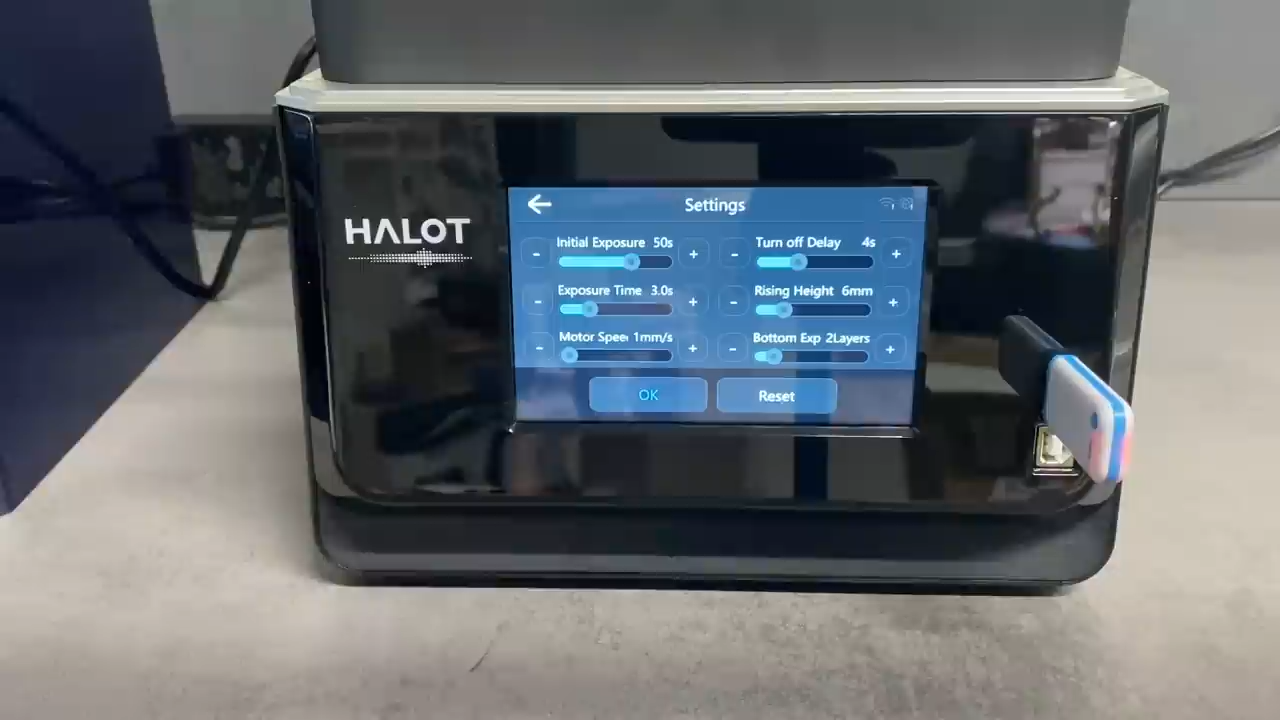 HALOT
Settings
Initial Exposure 50s
Turn off Delay 4s
Exposure Time 3.0s
Rising Height 6mm
Motor Spee 1mm/s
Bottom Exp 2Layers
OK
Reset